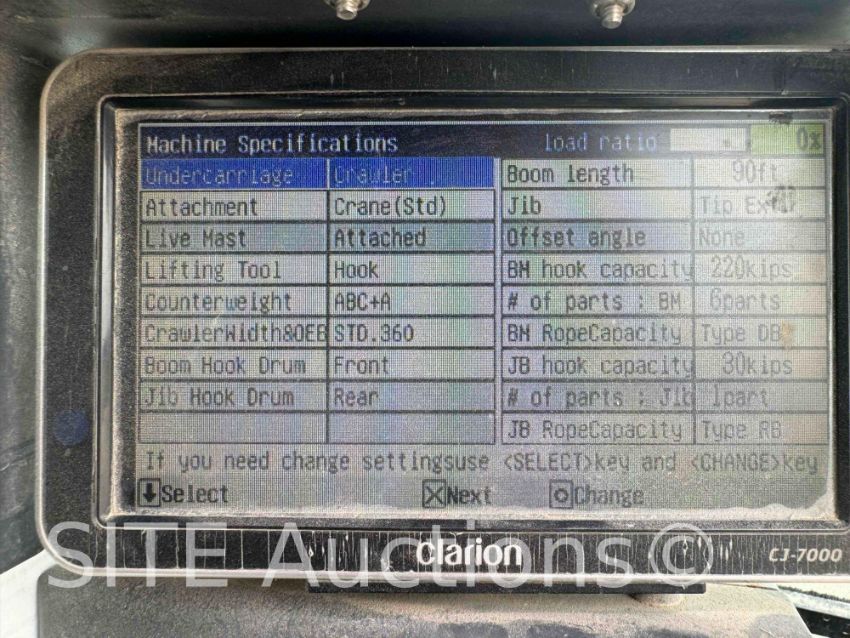 Machine Specifications load ratio 0%
Undercarriage Crawler Boom length 90ft
Attachment Crane(Std) Jib Tip Ext.
Live Mast Attached Offset angle None
Lifting Tool Hook BM hook capacity 220kips
Counterweight ABC+A # of parts : BM 6parts
CrawlerWidth&OEB STD.360 BM RopeCapacity Type DB
Boom Hook Drum Front JB hook capacity 30kips
Jib Hook Drum Rear # of parts : Jib 1part
JB RopeCapacity Type RB
If you need change settingsuse <SELECT>key and <CHANGE>key
Select Next Change
SITE Auctions©
Clarion CJ-7000